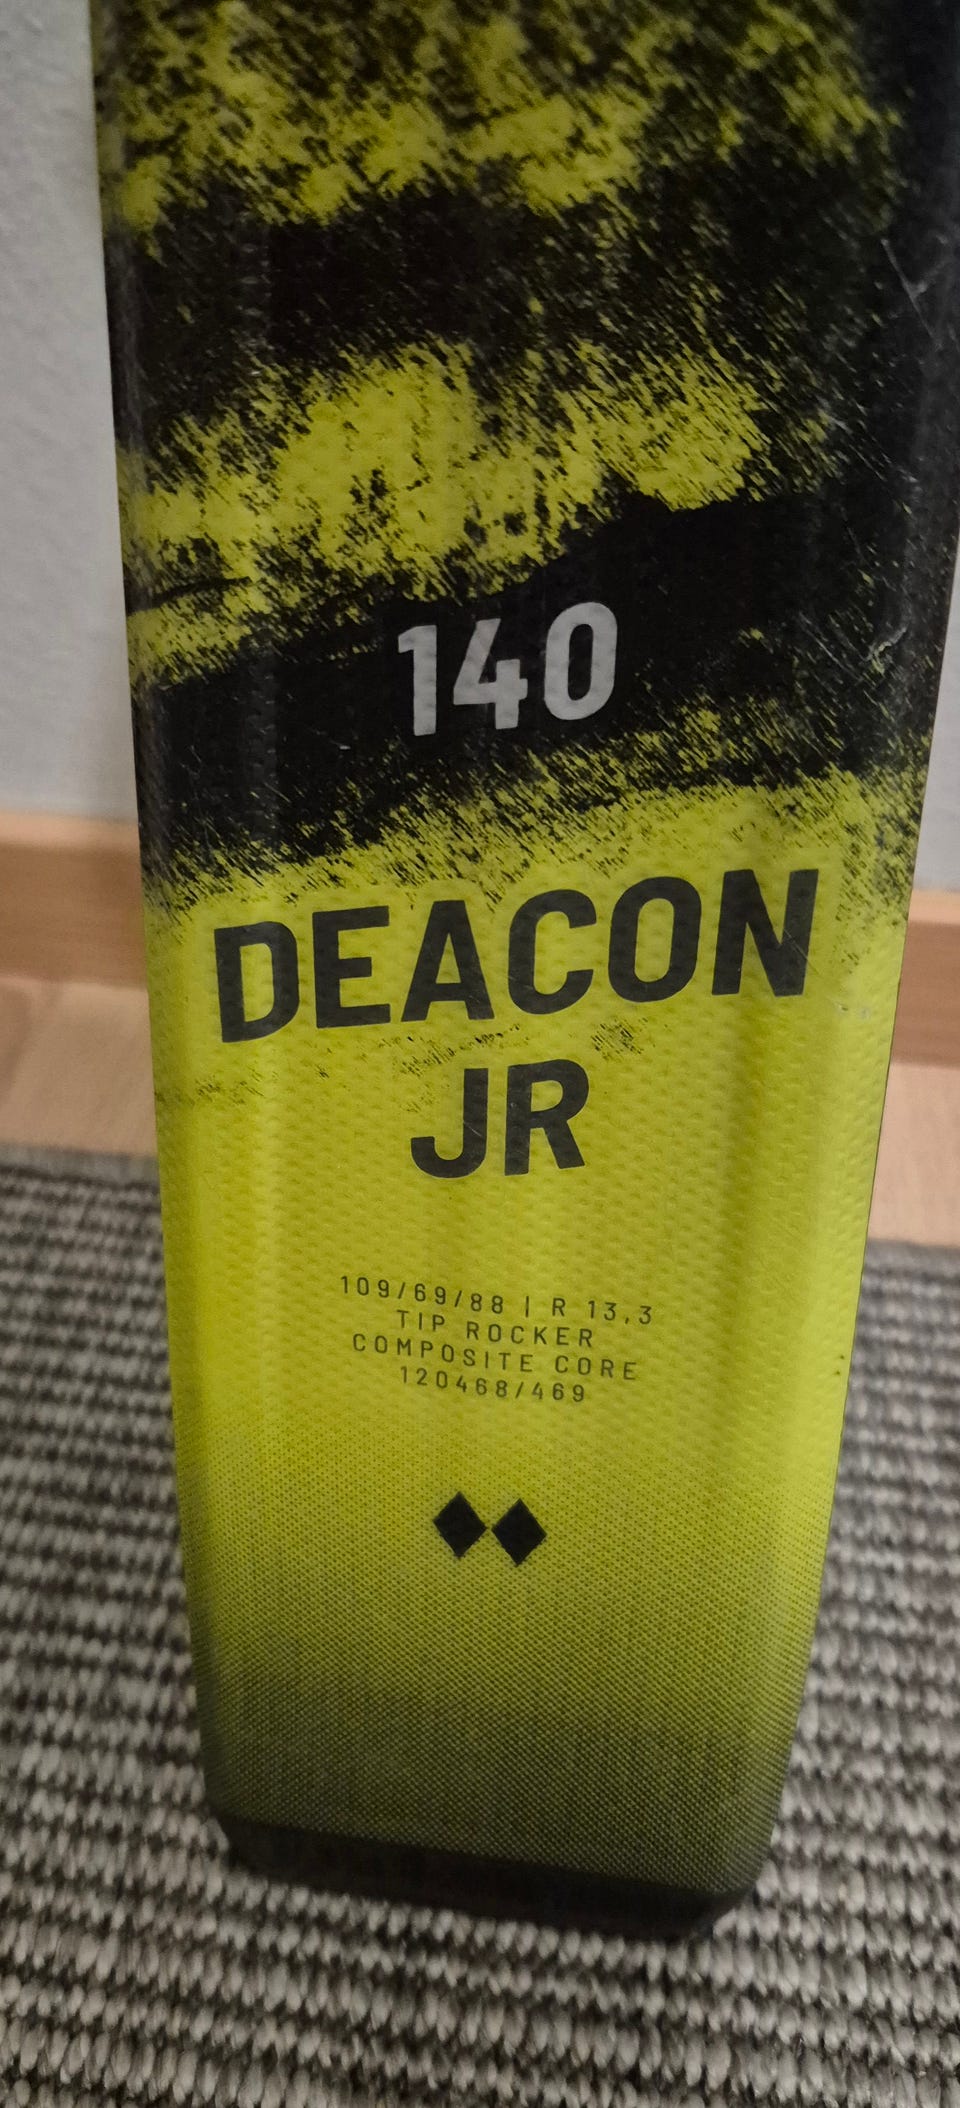 140
DEACON
JR
109/69/88 | R 13,3
TIP ROCKER
COMPOSITE CORE
120468/469